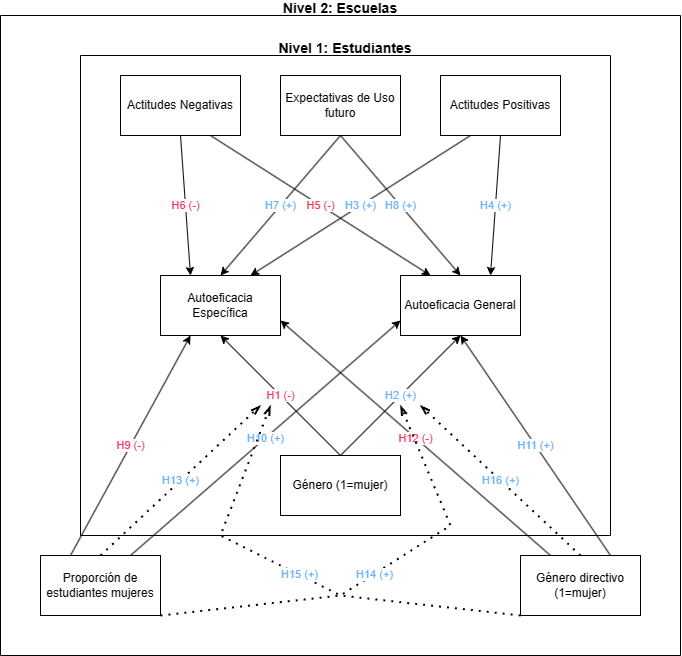 Nivel 2: Escuelas
Nivel 1: Estudiantes
Actitudes Negativas
Expectativas de Uso
futuro
Actitudes Positivas
H6 (-)
H7 (+)
H5 (-)
H3 (+)
H8 (+)
H4 (+)
Autoeficacia
Específica
Autoeficacia General
H1 (-)
H2 (+)
H9 (-)
H10 (+)
H12 (-)
H11 (+)
H13 (+)
H16 (+)
Género (1=mujer)
H15 (+)
H14 (+)
Proporción de
estudiantes mujeres
Género directivo
(1=mujer)